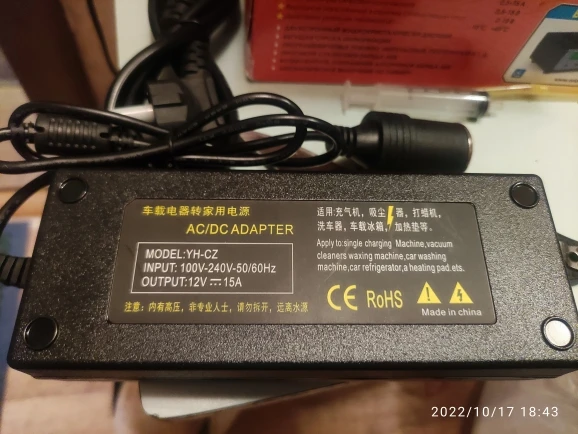 车载电器转家用电源
AC/DC ADAPTER
MODEL:YH-CZ
INPUT: 100V-240V-50/60Hz
OUTPUT:12V ⎓ 15A
注意：内有高压，非专业人士，请勿拆开，远离水源
适用:充气机，吸尘器，打蜡机，
洗车器，车载冰箱，加热垫等。
Apply to:single charging Machine,vacuum
cleaners waxing machine,car washing
machine,car refrigerator,a heating pad,ets.
CE RoHS
Made in china
2022/10/17 18:43